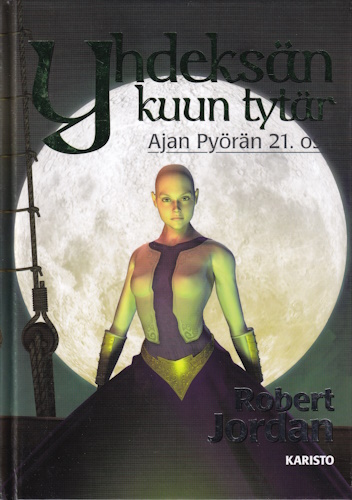 Yhdeksän
kuun tytär
Ajan Pyörän 21. os
Robert
Jordan
KARISTO